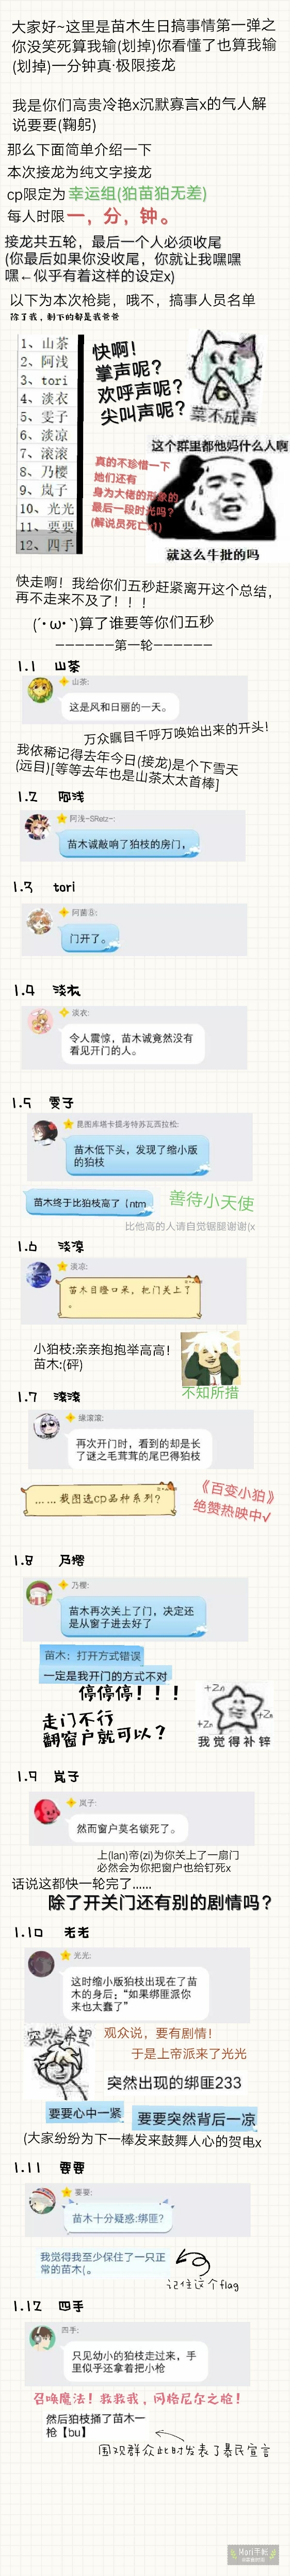 大家好~这里是苗木生日搞事情第一弹之
你没笑死算我输(划掉)你看懂了也算我输
(划掉)一分钟真·极限接龙
我是你们高贵冷艳x沉默寡言x的气人解
说要要(鞠躬)
那么下面简单介绍一下
本次接龙为纯文字接龙
cp限定为 幸运组(狛苗狛无差)
每人时限一，分，钟。
接龙共五轮，最后一个人必须收尾
(你最后如果你没收尾，你就让我嘿嘿
嘿←似乎有着这样的设定x)
以下为本次枪毙，哦不，搞事人员名单
除了我，剩下的都是我爸爸
1、山茶
2、阿浅
3、tori
4、淡衣
5、雯子
6、淡凉
7、滚滚
8、乃樱
9、岚子
10、光光
11、要要
12、四手
快啊！
掌声呢？
欢呼声呢？
尖叫声呢？
菜不成声
真的不珍惜一下
她们还有
身为大佬的形象的
最后一段时光吗？
(解说员死亡x1)
这个群里都他妈什么人啊
就这么牛批的吗
快走啊！我给你们五秒赶紧离开这个总结，
再不走来不及了！！！
(´·ω·`)算了谁要等你们五秒
——————第一轮——————
1.1 山茶
山茶:
这是风和日丽的一天。
万众瞩目千呼万唤始出来的开头！
我依稀记得去年今日(接龙)是个下雪天
(远目)[等等去年也是山茶太太首棒]
1.2 阿浅
阿浅~SRetz~:
苗木诚敲响了狛枝的房门，
1.3 tori
阿菌⑧:
门开了。
1.4 淡衣
淡衣:
令人震惊，苗木诚竟然没有
看见开门的人。
1.5 雯子
昆图库塔卡提考特苏瓦西拉松:
苗木低下头，发现了缩小版
的狛枝
苗木终于比狛枝高了【ntm
善待小天使
比他高的人请自觉锯腿谢谢(x
1.6 淡凉
淡凉:
苗木目瞪口呆，把门关上了
。
小狛枝:亲亲抱抱举高高！
苗木:(砰)
不知所措
1.7 滚滚
缘滚滚:
再次开门时，看到的却是长
了谜之毛茸茸的尾巴得狛枝
……截图选CP品种系列？
《百变小狛》
绝赞热映中√
1.8 乃樱
乃樱:
苗木再次关上了门，决定还
是从窗子进去好了
苗木：打开方式错误
一定是我开门的方式不对
停停停！！！
走门不行
翻窗户就可以？
+Zn
+Zn
+Zn
我觉得补锌
1.9 岚子
岚子:
然而窗户莫名锁死了。
上(lan)帝(zi)为你关上了一扇门
必然会为你把窗户也给钉死x
话说这都快一轮完了……
除了开关门还有别的剧情吗？
1.10 光光
光光:
这时缩小版狛枝出现在了苗
木的身后：“如果绑匪派你
来也太蠢了”
突然希望
观众说，要有剧情！
于是上帝派来了光光
突然出现的绑匪233
要要心中一紧
要要突然背后一凉
(大家纷纷为下一棒发来鼓舞人心的贺电x
1.11 要要
要要:
苗木十分疑惑:绑匪？
我觉得我至少保住了一只正
常的苗木(。
记住这个flag
1.12 四手
四手:
只见幼小的狛枝走过来，手
里似乎还拿着把小枪
召唤魔法！救救我，冈格尼尔之枪！
然后狛枝捅了苗木一
枪【bu】
围观群众此时发表了暴民宣言